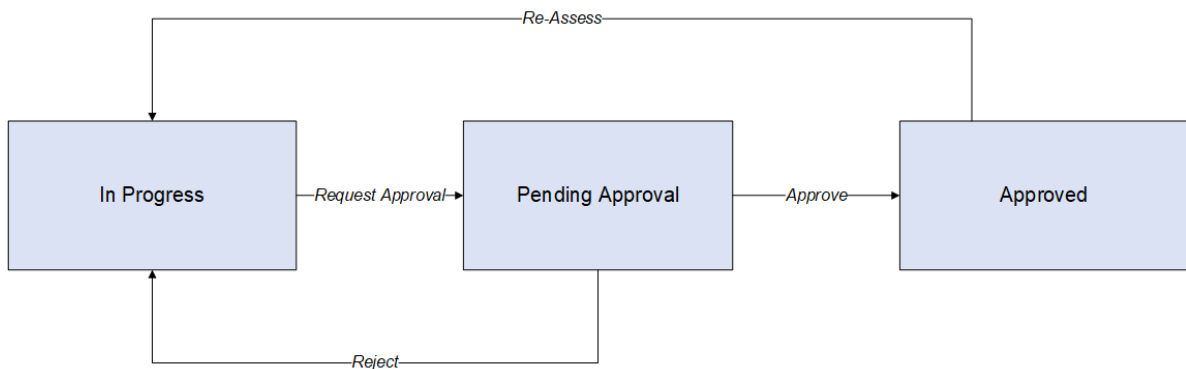 Re-Assess
In Progress
Request Approval
Pending Approval
Approve
Approved
Reject